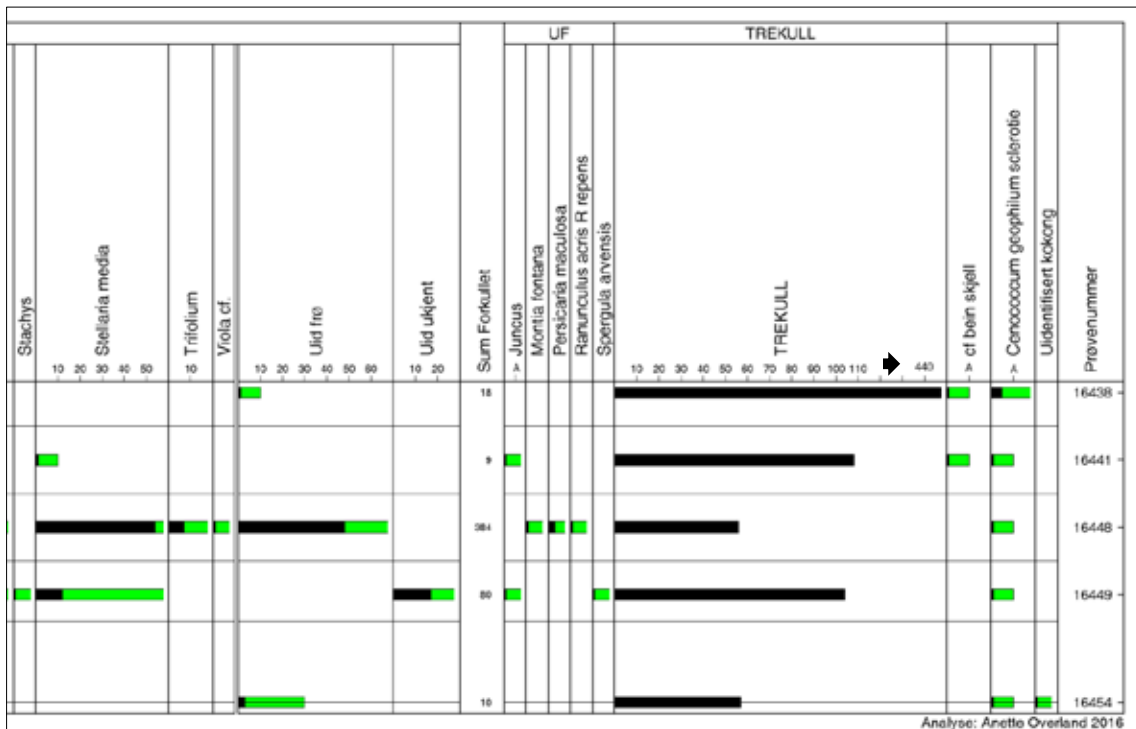 UF
TREKULL
Stachys
Stellaria media
Trifolium
Viola cf.
Uid frø
Uid ukjent
Sum Forkullet
Juncus
Montia fontana
Persicaria maculosa
Ranunculus acris R repens
Spergula arvensis
TREKULL
cf bein skjell
Cenococcum geophilum sclerotie
Uidentifisert kokong
Prøvenummer
10 20 30 40 50
10
10 20 30 40 50 60
10 20
A
10 20 30 40 50 60 70 80 90 100 110
440
A
A
18
16438
9
16441
384
16448
80
16449
10
16454
Analyse: Anette Overland 2016